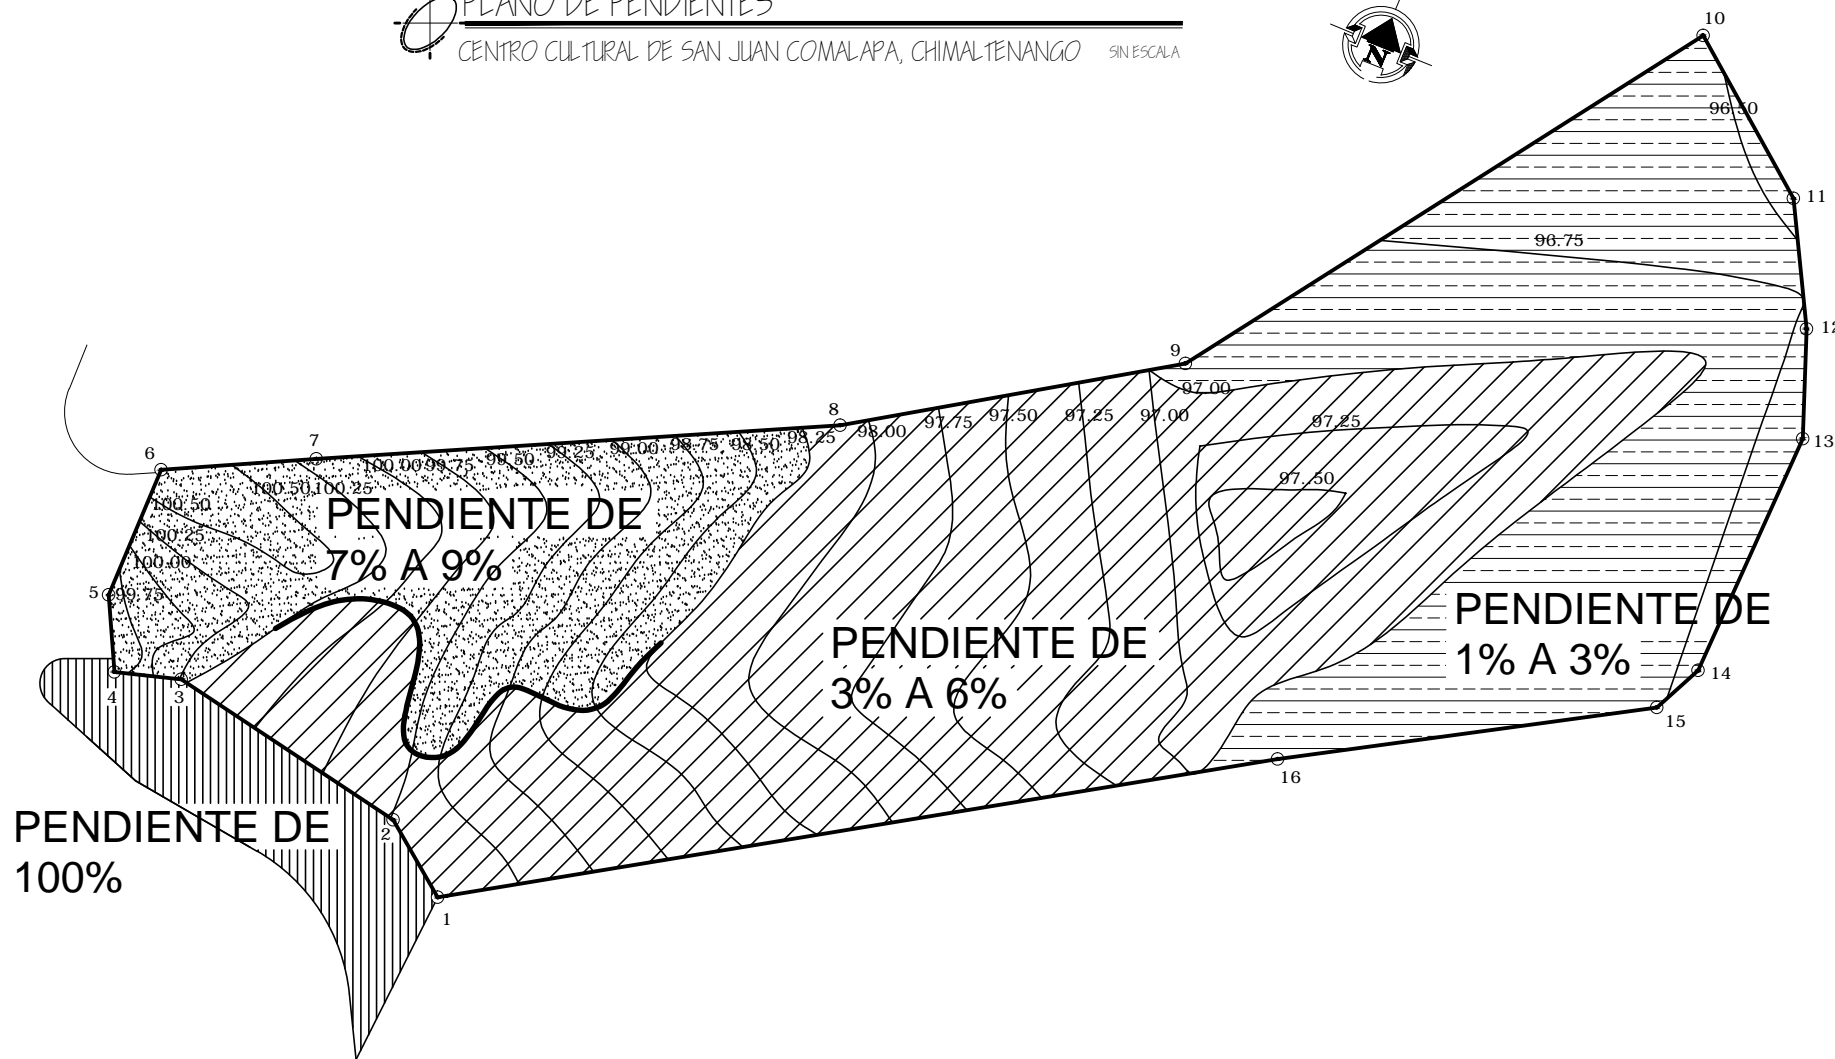 PLANO DE PENDIENTES
CENTRO CULTURAL DE SAN JUAN COMALAPA, CHIMALTENANGO SIN ESCALA
N
10
96.50
11
96.75
12
9
97.00
8
98.25 98.00 97.75 97.50 97.25 97.00
97.25
13
7
6
100.00 99.75 99.50 99.25 99.00 98.75 98.50
100.50 100.25
97..50
100.50
PENDIENTE DE
7% A 9%
100.25
100.00
5 99.75
PENDIENTE DE
1% A 3%
PENDIENTE DE
3% A 6%
4 3
14
15
16
PENDIENTE DE
100%
2
1